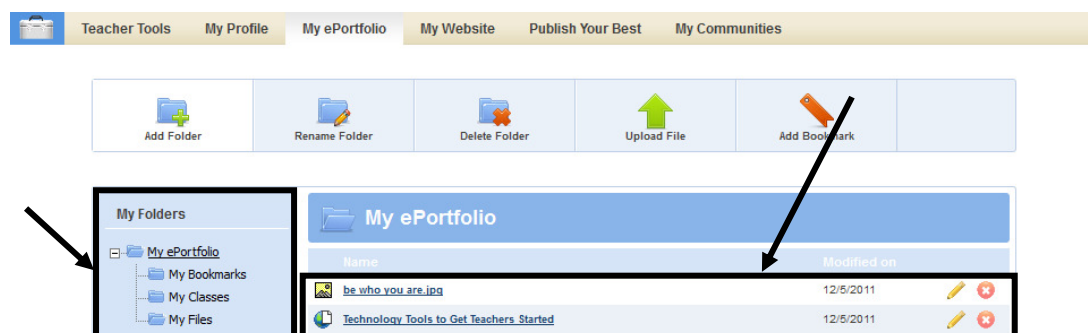 Teacher Tools My Profile My ePortfolio My Website Publish Your Best My Communities
Add Folder Rename Folder Delete Folder Upload File Add Bookmark
My Folders
My ePortfolio
My Bookmarks
My Classes
My Files
My ePortfolio
Name Modified on
be who you are.jpg 12/5/2011
Technology Tools to Get Teachers Started 12/5/2011